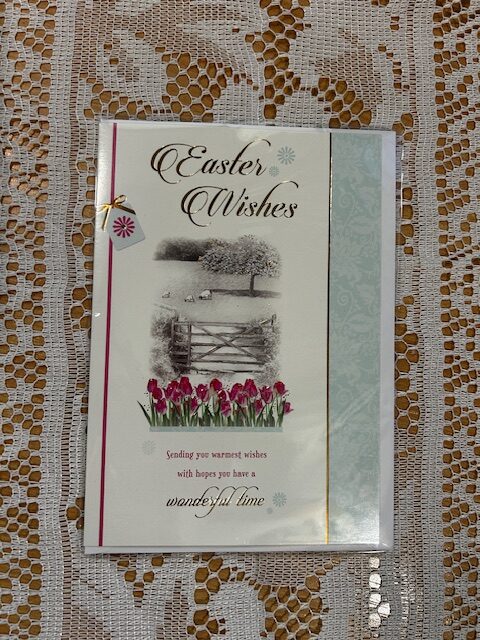 Easter
Wishes
Sending you warmest wishes
with hopes you have a
wonderful time